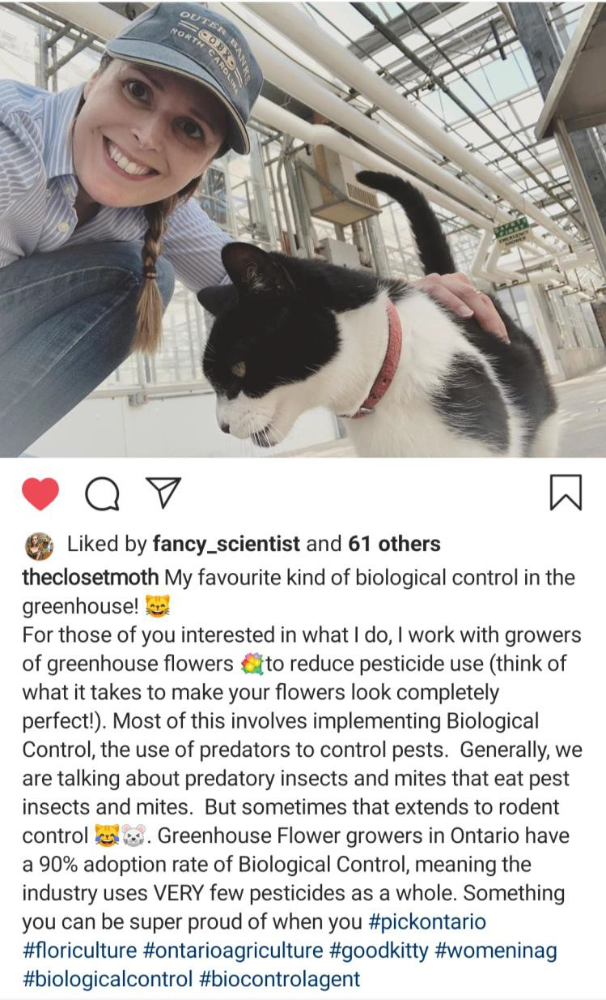 OUTER BANKS
OBX
NORTH CAROLINA
SAFETY
EMERGENCY
SHOWER
Liked by fancy_scientist and 61 others
theclosetmoth My favourite kind of biological control in the
greenhouse! 😸
For those of you interested in what I do, I work with growers
of greenhouse flowers 💐to reduce pesticide use (think of
what it takes to make your flowers look completely
perfect!). Most of this involves implementing Biological
Control, the use of predators to control pests.  Generally, we
are talking about predatory insects and mites that eat pest
insects and mites.  But sometimes that extends to rodent
control 😹🐭. Greenhouse Flower growers in Ontario have
a 90% adoption rate of Biological Control, meaning the
industry uses VERY few pesticides as a whole. Something
you can be super proud of when you #pickontario
#floriculture #ontarioagriculture #goodkitty #womeninag
#biologicalcontrol #biocontrolagent